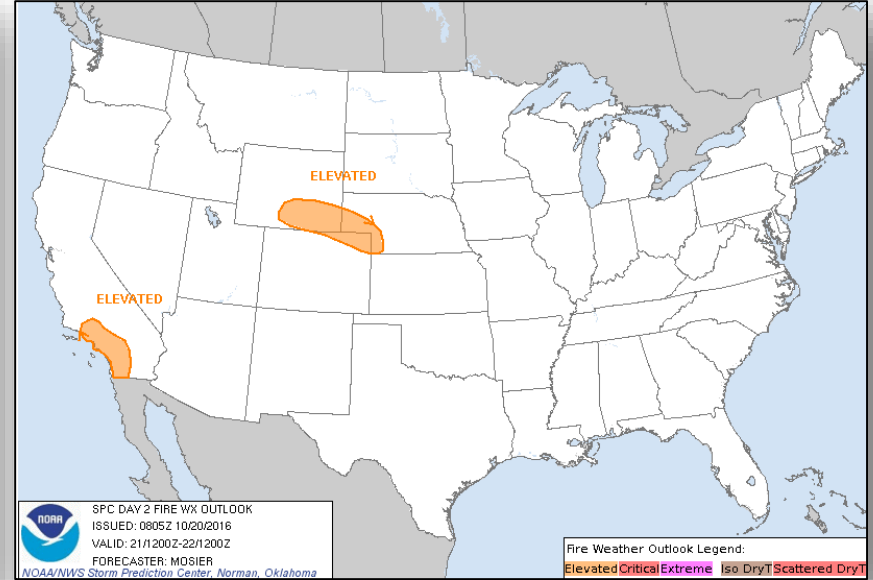 ELEVATED
ELEVATED
NOAA
SPC DAY 2 FIRE WX OUTLOOK
ISSUED: 0805Z 10/20/2016
VALID: 21/1200Z-22/1200Z
FORECASTER: MOSIER
NOAA/NWS Storm Prediction Center, Norman, Oklahoma
Fire Weather Outlook Legend:
Elevated Critical Extreme Iso DryT Scattered DryT